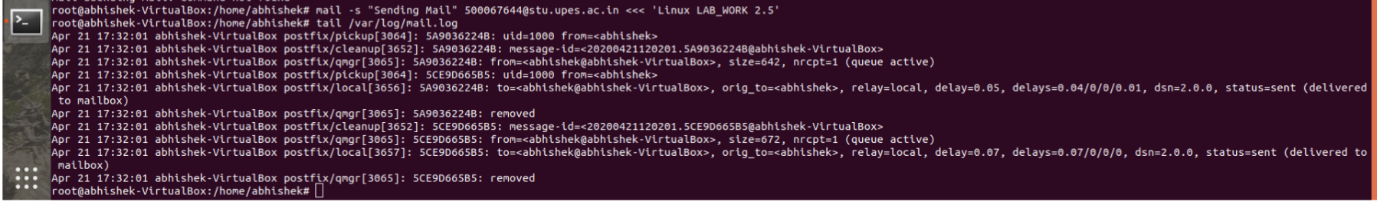 root@abhishek-VirtualBox:/home/abhishek# mail -s "Sending Mail" 500067644@stu.upes.ac.in <<< 'Linux LAB_WORK 2.5'
root@abhishek-VirtualBox:/home/abhishek# tail /var/log/mail.log
Apr 21 17:32:01 abhishek-VirtualBox postfix/pickup[3064]: 5A9036224B: uid=1000 from=<abhishek>
Apr 21 17:32:01 abhishek-VirtualBox postfix/cleanup[3652]: 5A9036224B: message-id=<20200421120201.5A9036224B@abhishek-VirtualBox>
Apr 21 17:32:01 abhishek-VirtualBox postfix/qmgr[3065]: 5A9036224B: from=<abhishek@abhishek-VirtualBox>, size=642, nrcpt=1 (queue active)
Apr 21 17:32:01 abhishek-VirtualBox postfix/pickup[3064]: 5CE9D665B5: uid=1000 from=<abhishek>
Apr 21 17:32:01 abhishek-VirtualBox postfix/local[3656]: 5A9036224B: to=<abhishek@abhishek-VirtualBox>, orig_to=<abhishek>, relay=local, delay=0.05, delays=0.04/0/0/0.01, dsn=2.0.0, status=sent (delivered
to mailbox)
Apr 21 17:32:01 abhishek-VirtualBox postfix/qmgr[3065]: 5A9036224B: removed
Apr 21 17:32:01 abhishek-VirtualBox postfix/cleanup[3652]: 5CE9D665B5: message-id=<20200421120201.5CE9D665B5@abhishek-VirtualBox>
Apr 21 17:32:01 abhishek-VirtualBox postfix/qmgr[3065]: 5CE9D665B5: from=<abhishek@abhishek-VirtualBox>, size=672, nrcpt=1 (queue active)
Apr 21 17:32:01 abhishek-VirtualBox postfix/local[3657]: 5CE9D665B5: to=<abhishek@abhishek-VirtualBox>, orig_to=<abhishek>, relay=local, delay=0.07, delays=0.07/0/0/0, dsn=2.0.0, status=sent (delivered to
mailbox)
Apr 21 17:32:01 abhishek-VirtualBox postfix/qmgr[3065]: 5CE9D665B5: removed
root@abhishek-VirtualBox:/home/abhishek#